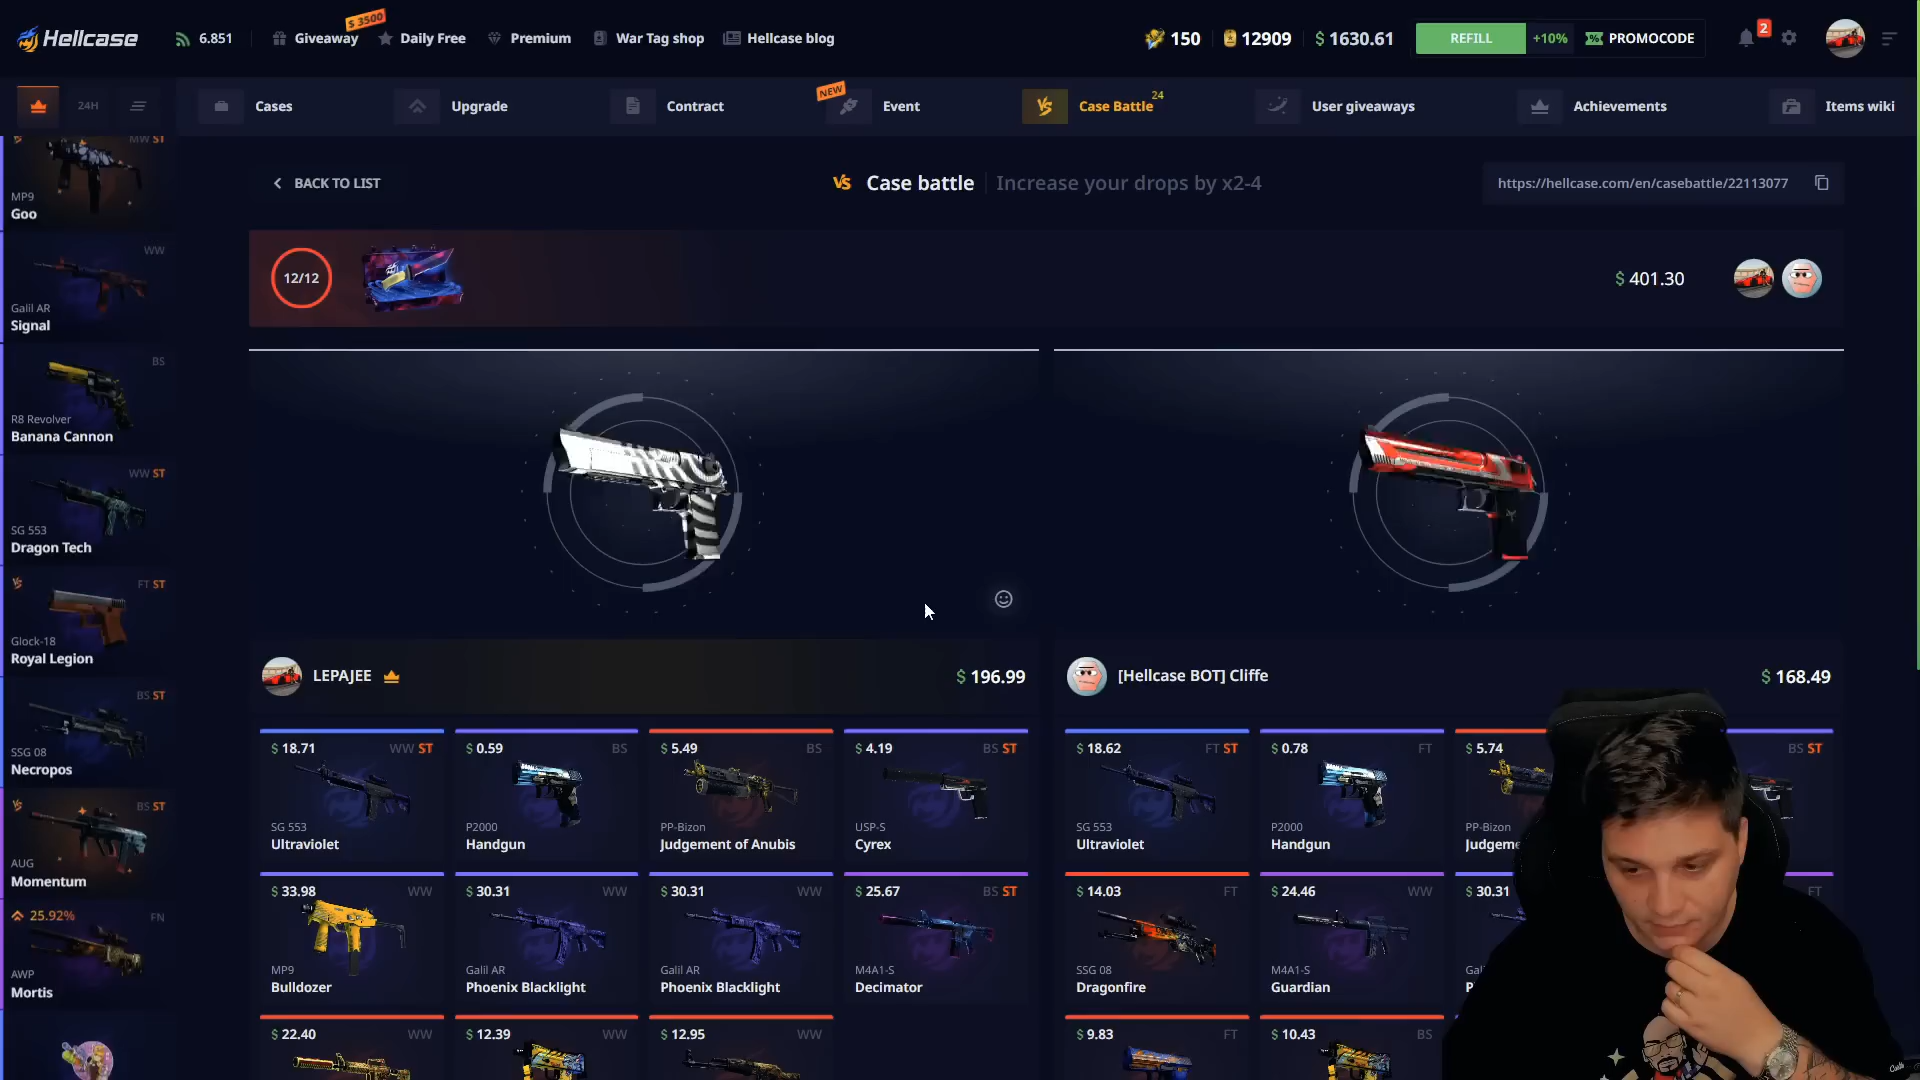 Hellcase
6.851
Giveaway
$ 3500
Daily Free
Premium
War Tag shop
Hellcase blog
150
12909
$ 1630.61
REFILL
+10%
PROMOCODE
2
24H
Cases
Upgrade
Contract
NEW
Event
VS
Case Battle
24
User giveaways
Achievements
Items wiki
BACK TO LIST
VS
Case battle
Increase your drops by x2-4
https://hellcase.com/en/casebattle/22113077
12/12
$ 401.30
MW ST
MP9
Goo
WW
Galil AR
Signal
BS
R8 Revolver
Banana Cannon
WW ST
SG 553
Dragon Tech
VS
FT ST
Glock-18
Royal Legion
BS ST
SSG 08
Necropos
VS
BS ST
AUG
Momentum
25.92%
FN
AWP
Mortis
LEPAJEE
$ 196.99
[Hellcase BOT] Cliffe
$ 168.49
$ 18.71
WW ST
SG 553
Ultraviolet
$ 0.59
BS
P2000
Handgun
$ 5.49
BS
PP-Bizon
Judgement of Anubis
$ 4.19
BS ST
USP-S
Cyrex
$ 18.62
FT ST
SG 553
Ultraviolet
$ 0.78
FT
P2000
Handgun
$ 5.74
PP-Bizon
Judgeme
BS ST
$ 33.98
WW
MP9
Bulldozer
$ 30.31
WW
Galil AR
Phoenix Blacklight
$ 30.31
WW
Galil AR
Phoenix Blacklight
$ 25.67
BS ST
M4A1-S
Decimator
$ 14.03
FT
SSG 08
Dragonfire
$ 24.46
WW
M4A1-S
Guardian
$ 30.31
FT
$ 22.40
WW
$ 12.39
WW
$ 12.95
WW
$ 9.83
FT
$ 10.43
BS